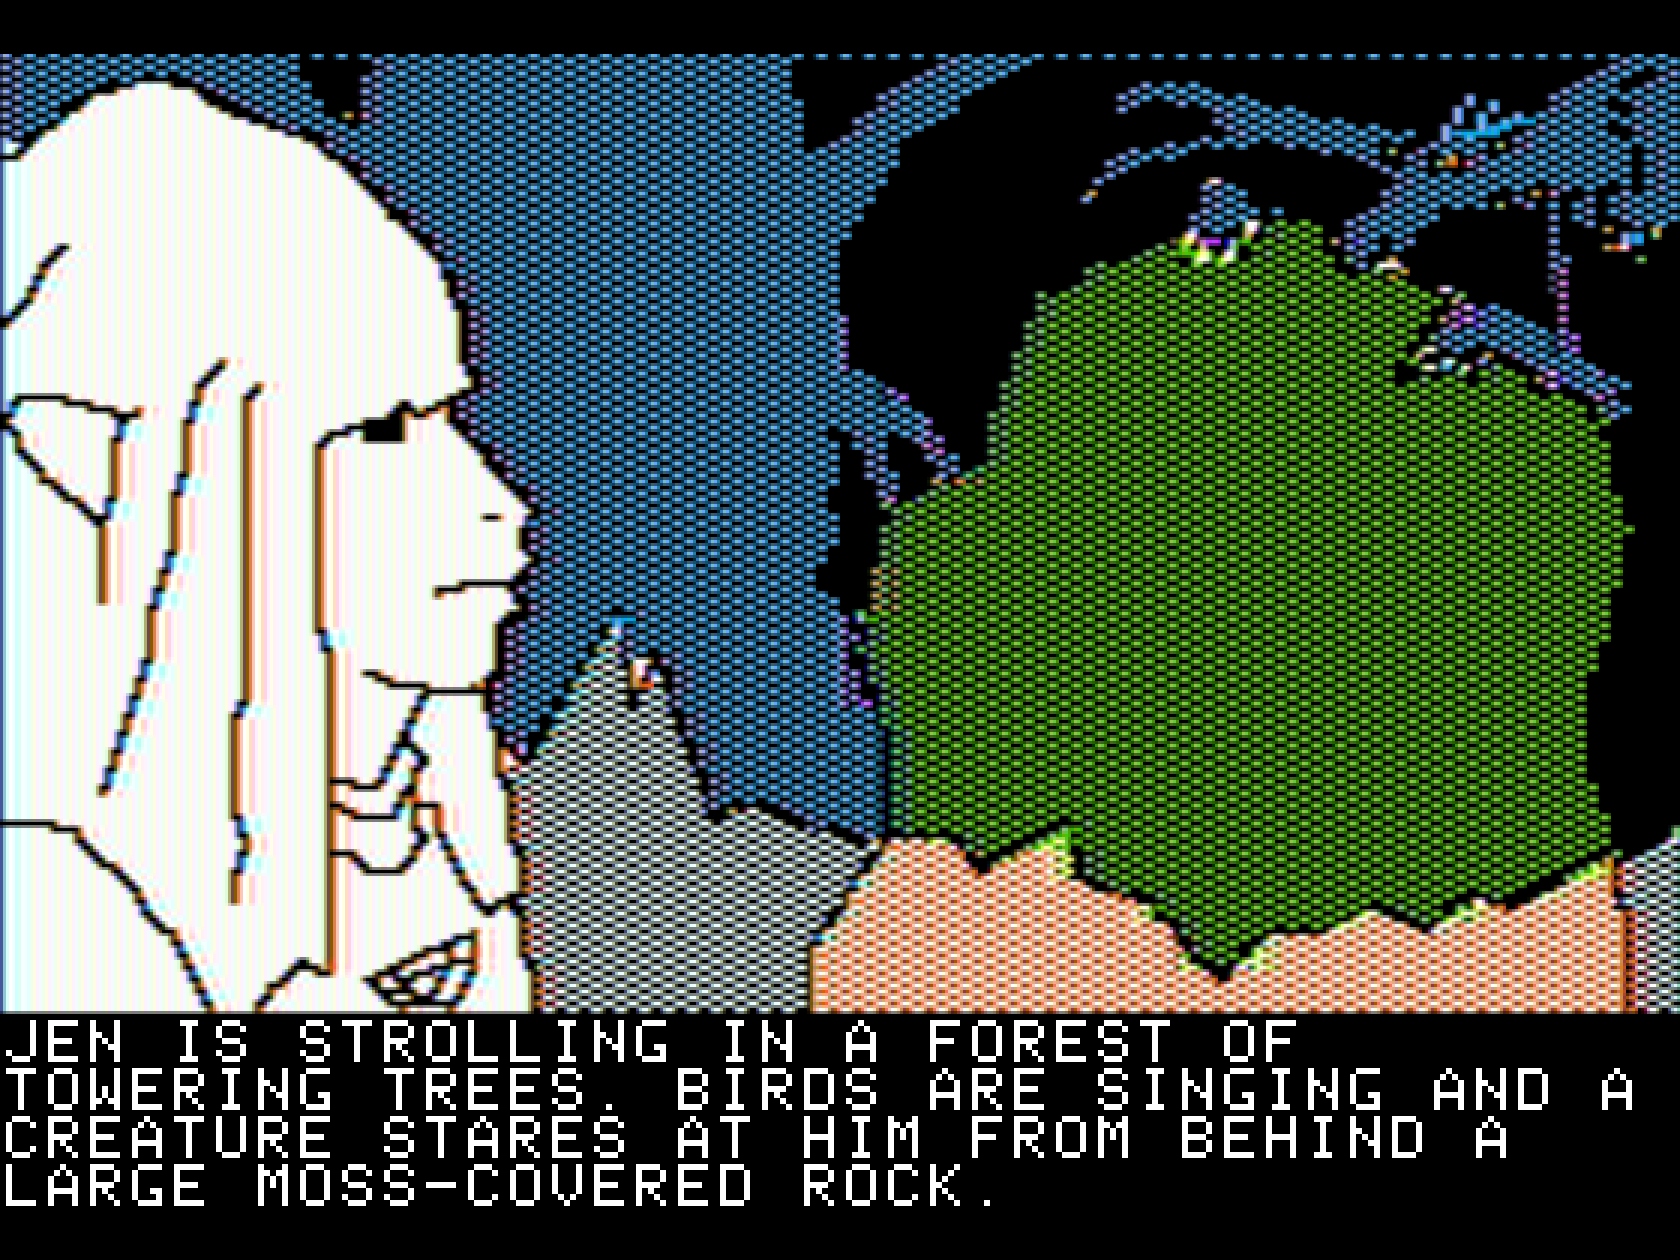 JEN IS STROLLING IN A FOREST OF
TOWERING TREES. BIRDS ARE SINGING AND A
CREATURE STARES AT HIM FROM BEHIND A
LARGE MOSS-COVERED ROCK.